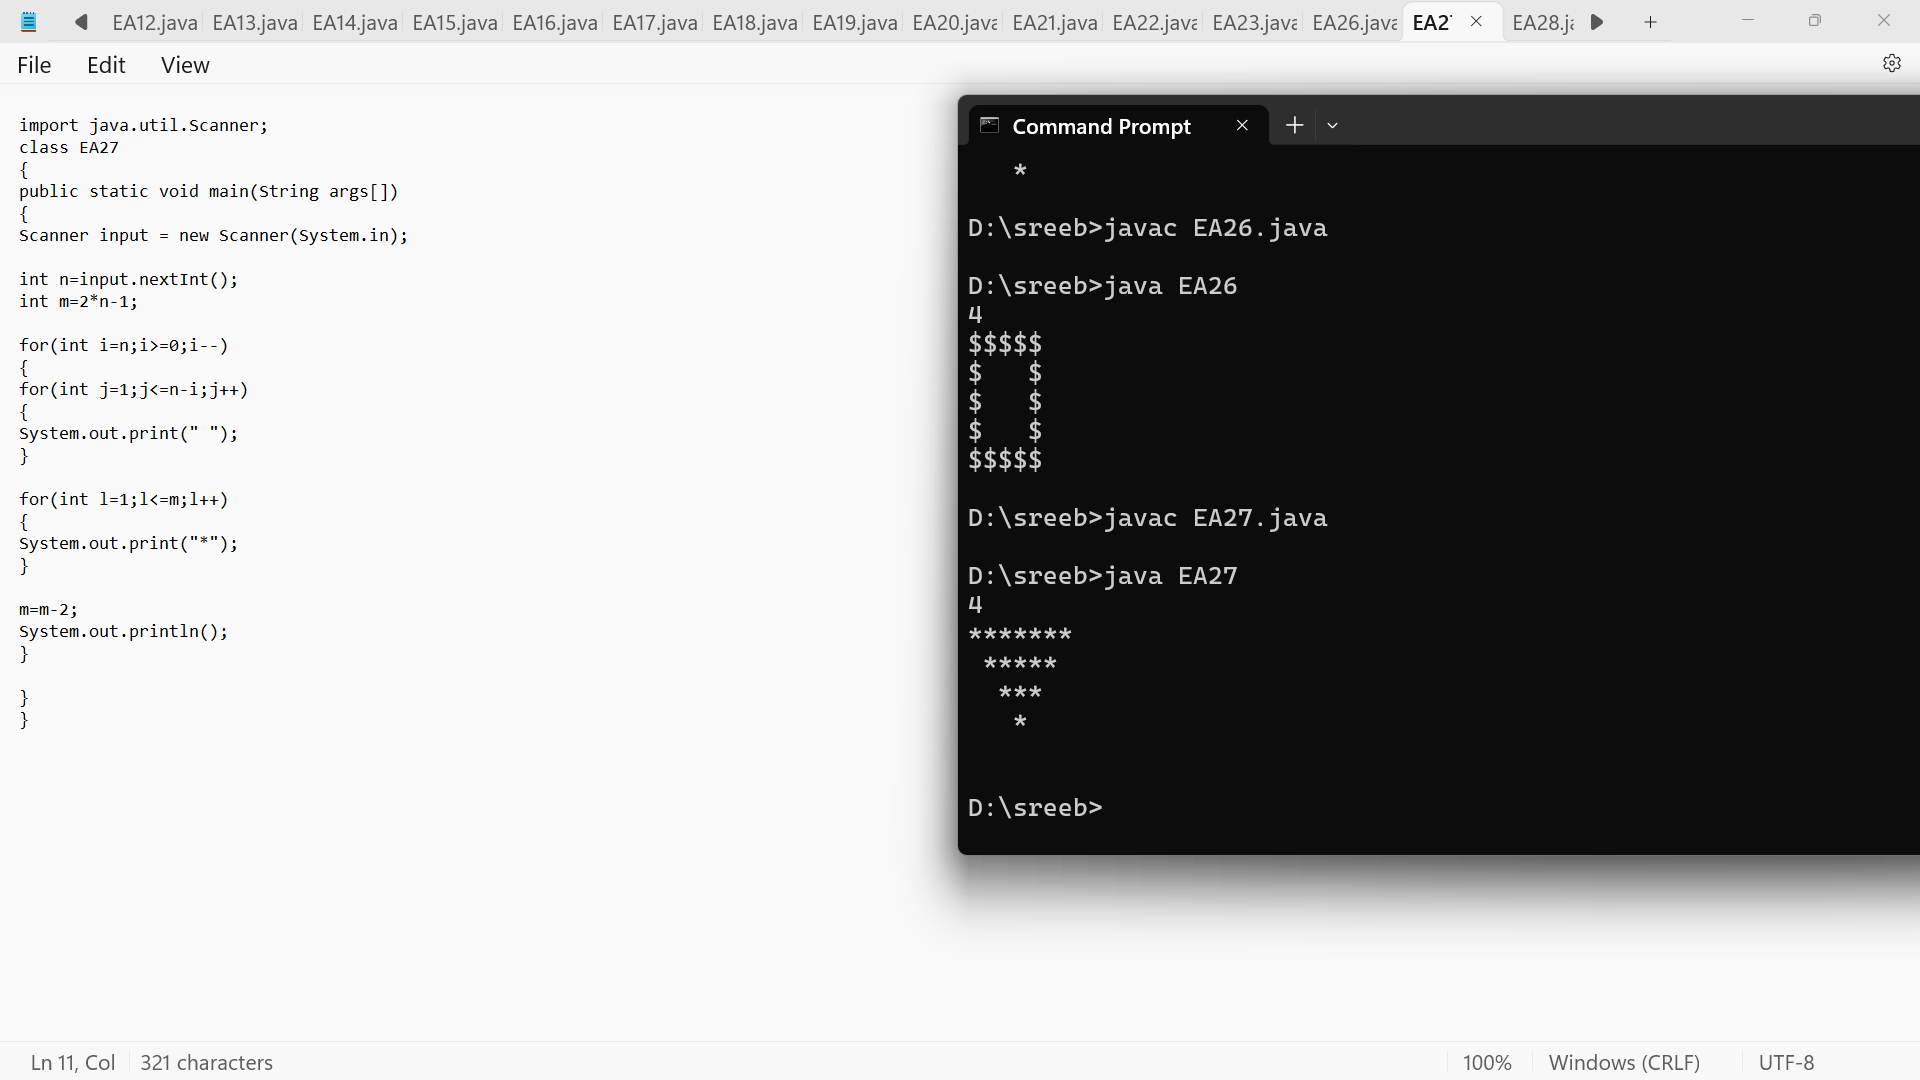 EA12.java EA13.java EA14.java EA15.java EA16.java EA17.java EA18.java EA19.java EA20.java EA21.java EA22.java EA23.java EA26.java EA27 EA28.ja
File Edit View
import java.util.Scanner;
class EA27
{
public static void main(String args[])
{
Scanner input = new Scanner(System.in);
int n=input.nextInt();
int m=2*n-1;
for(int i=n;i>=0;i--)
{
for(int j=1;j<=n-i;j++)
{
System.out.print(" ");
}
for(int l=1;l<=m;l++)
{
System.out.print("*");
}
m=m-2;
System.out.println();
}
}
}
Command Prompt
   *
D:\sreeb>javac EA26.java
D:\sreeb>java EA26
4
$$$$$
$   $
$   $
$   $
$$$$$
D:\sreeb>javac EA27.java
D:\sreeb>java EA27
4
*******
 *****
  ***
   *
D:\sreeb>
Ln 11, Col 321 characters 100% Windows (CRLF) UTF-8